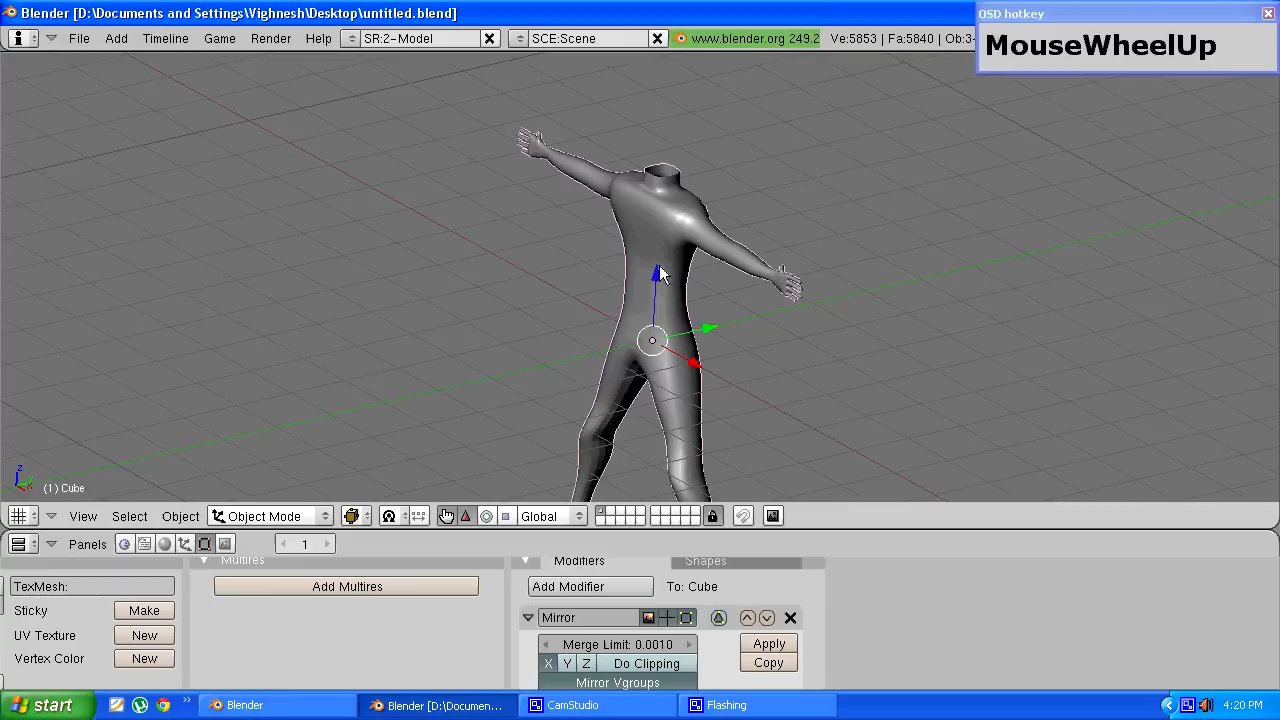 Blender [D:\Documents and Settings\Vighnesh\Desktop\untitled.blend]
OSD hotkey
MouseWheelUp
File Add Timeline Game Render Help SR:2-Model SCE:Scene www.blender.org 249.2 Ve:5853 Fa:5840 Ob:3-
z
(1) Cube
View Select Object Object Mode Global
Panels 1
Multires Modifiers Shapes
TexMesh: Add Multires Add Modifier To: Cube
Sticky Make Mirror
UV Texture New Merge Limit: 0.0010 Apply
Vertex Color New X Y Z Do Clipping Copy
Mirror Vgroups
start Blender Blender [D:\Documen... CamStudio Flashing 4:20 PM